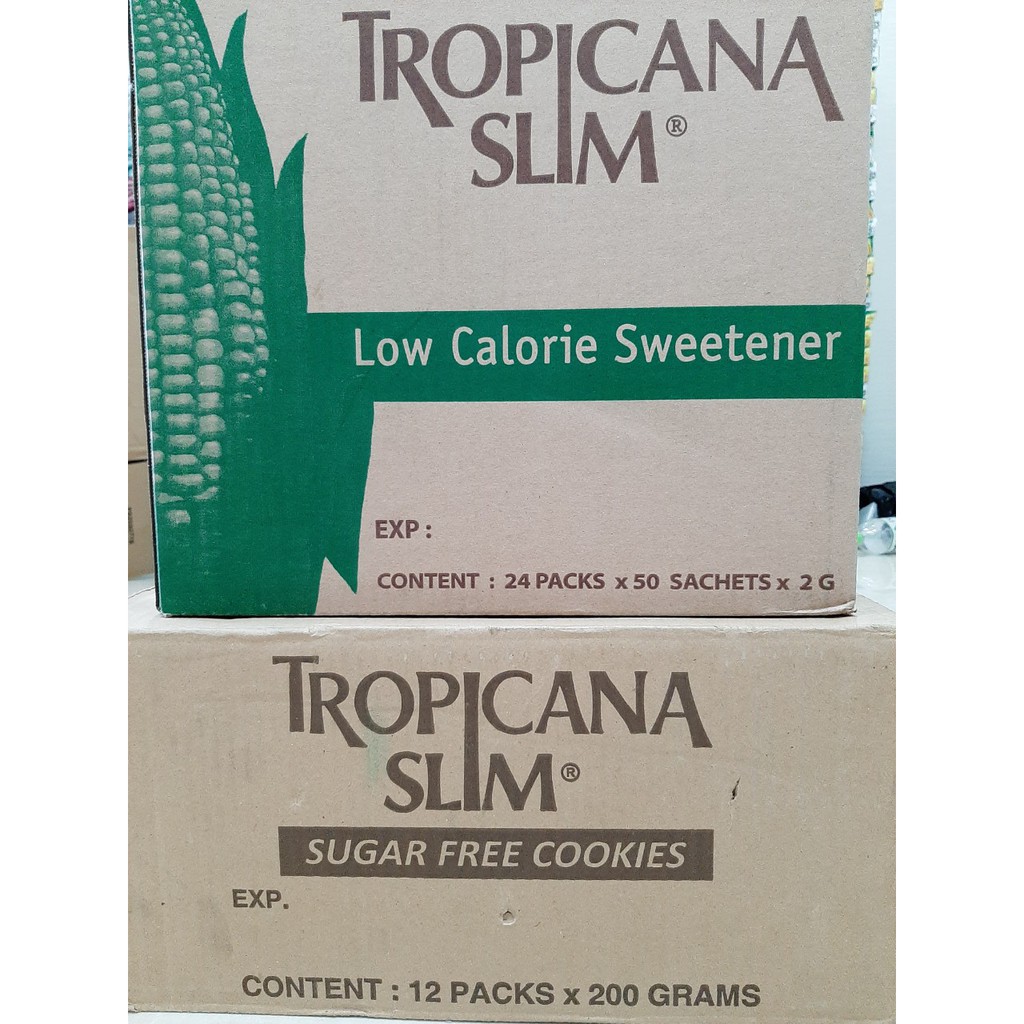 TROPICANA
SLIM®
Low Calorie Sweetener
EXP :
CONTENT : 24 PACKS x 50 SACHETS x 2 G
TROPICANA
SLIM®
SUGAR FREE COOKIES
EXP.
CONTENT : 12 PACKS x 200 GRAMS